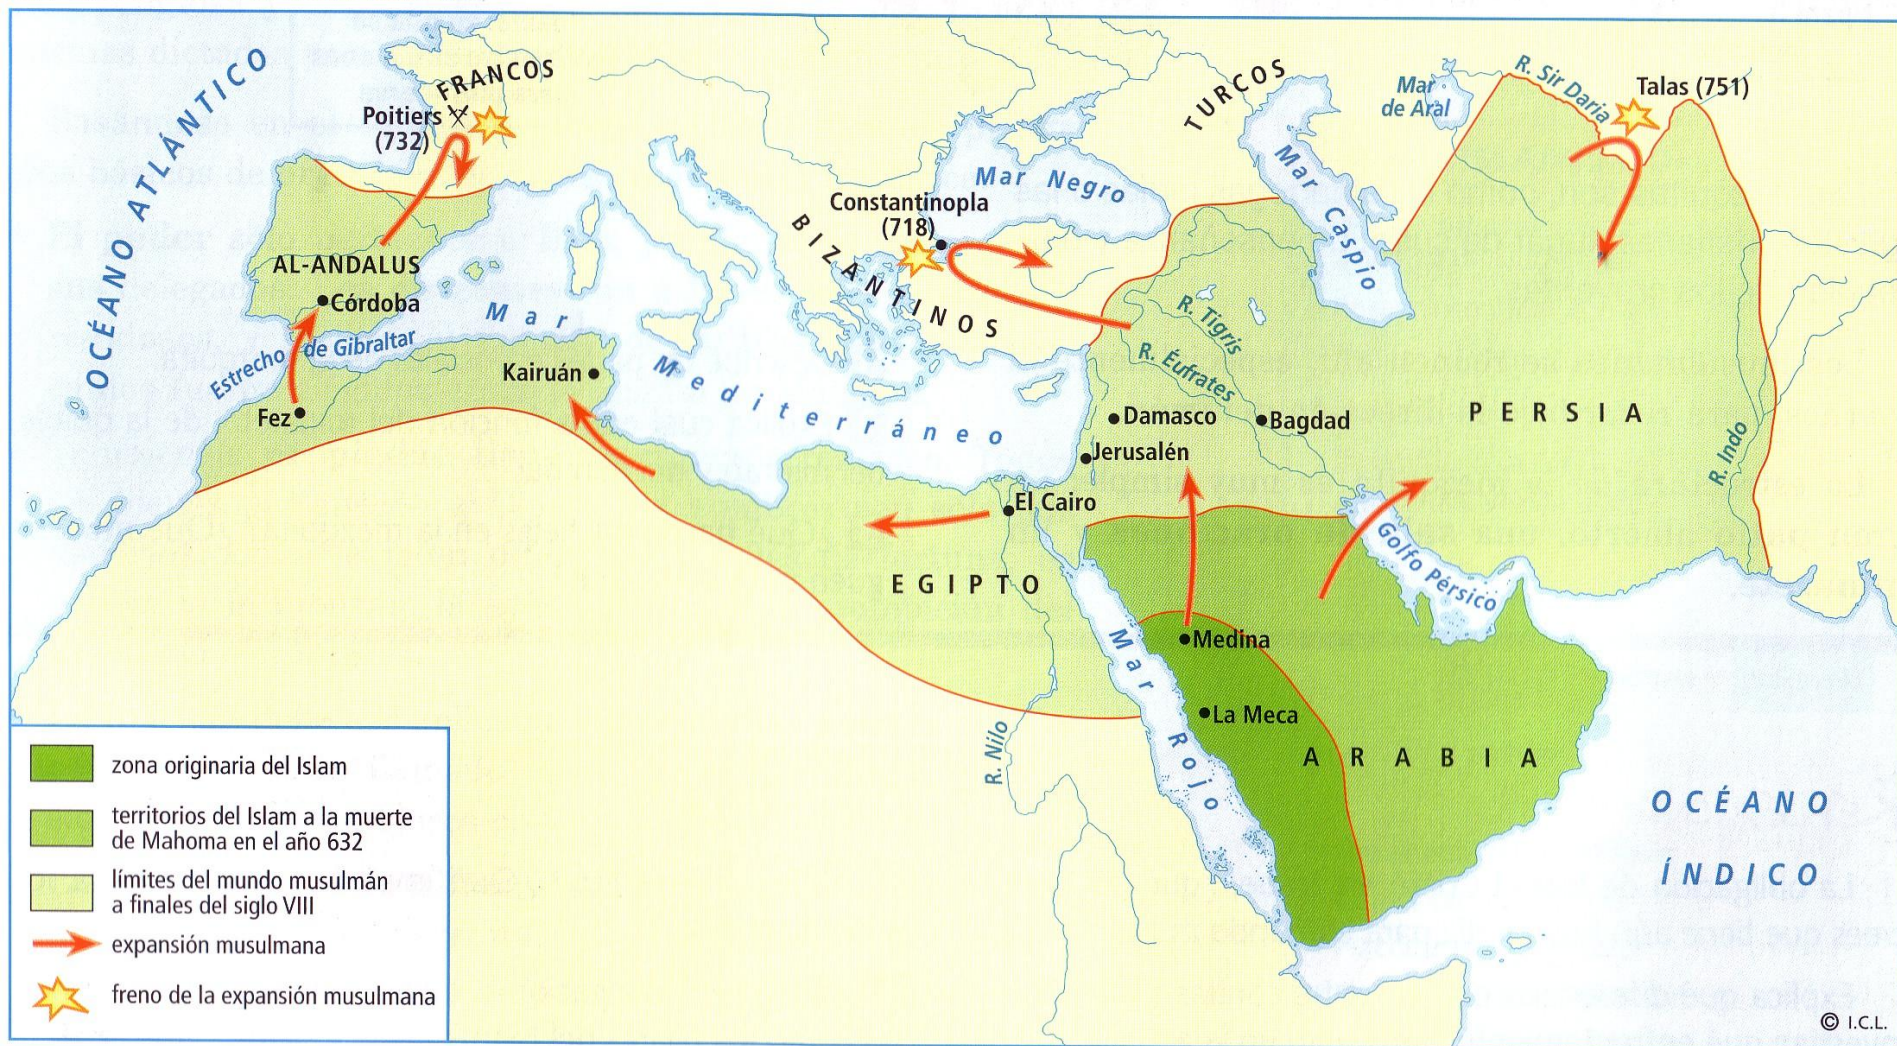 OCÉANO ATLÁNTICO
FRANCOS
Poitiers
(732)
TURCOS
Mar
de Aral
R. Sir Daria
Talas (751)
Mar Negro
Mar Caspio
Constantinopla
(718)
BIZANTINOS
AL-ANDALUS
Córdoba
Estrecho de Gibraltar
Mar Mediterráneo
Kairuán
Fez
R. Tigris
R. Éufrates
Damasco
Bagdad
Jerusalén
PERSIA
R. Indo
El Cairo
EGIPTO
Golfo Pérsico
Medina
La Meca
Mar Rojo
R. Nilo
ARABIA
OCÉANO
ÍNDICO
zona originaria del Islam
territorios del Islam a la muerte
de Mahoma en el año 632
límites del mundo musulmán
a finales del siglo VIII
expansión musulmana
freno de la expansión musulmana
© I.C.L.